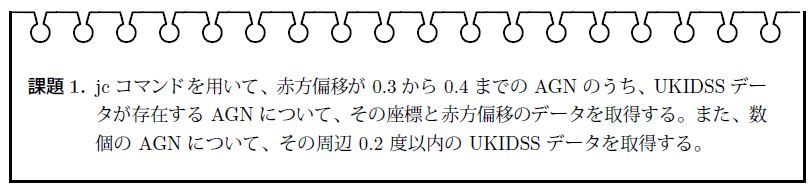 課題 1. jc コマンドを用いて、赤方偏移が 0.3 から 0.4 までの AGN のうち、UKIDSS デー
タが存在する AGN について、その座標と赤方偏移のデータを取得する。また、数
個の AGN について、その周辺 0.2 度以内の UKIDSS データを取得する。